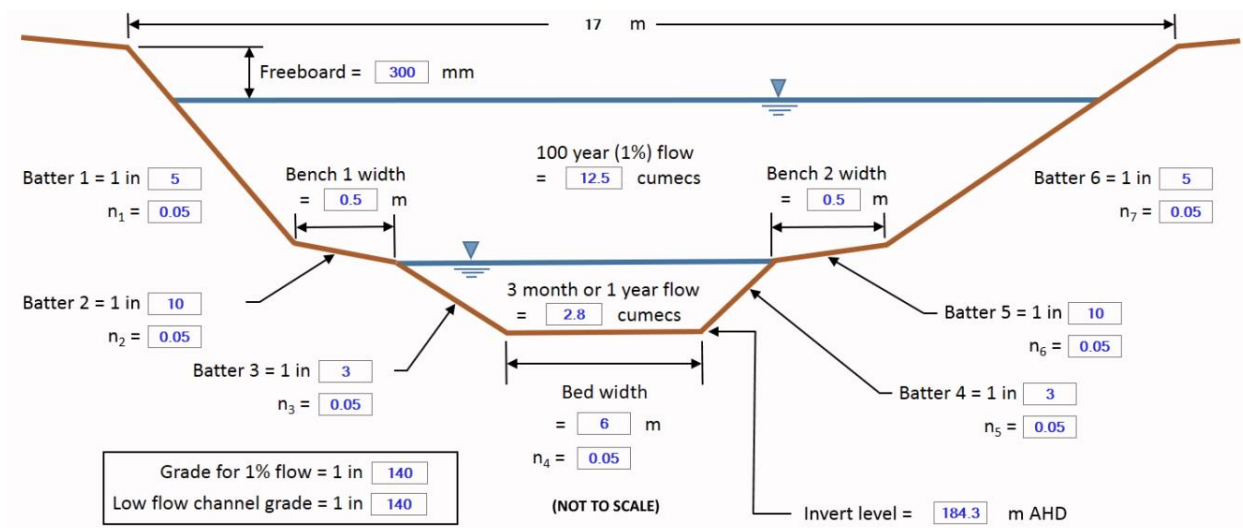 17 m
Freeboard = 300 mm
100 year (1%) flow
= 12.5 cumecs
Batter 1 = 1 in 5
n1 = 0.05
Bench 1 width
= 0.5 m
Bench 2 width
= 0.5 m
Batter 6 = 1 in 5
n7 = 0.05
3 month or 1 year flow
= 2.8 cumecs
Batter 2 = 1 in 10
n2 = 0.05
Batter 5 = 1 in 10
n6 = 0.05
Batter 3 = 1 in 3
n3 = 0.05
Bed width
= 6 m
n4 = 0.05
Batter 4 = 1 in 3
n5 = 0.05
Grade for 1% flow = 1 in 140
Low flow channel grade = 1 in 140
(NOT TO SCALE)
Invert level = 184.3 m AHD